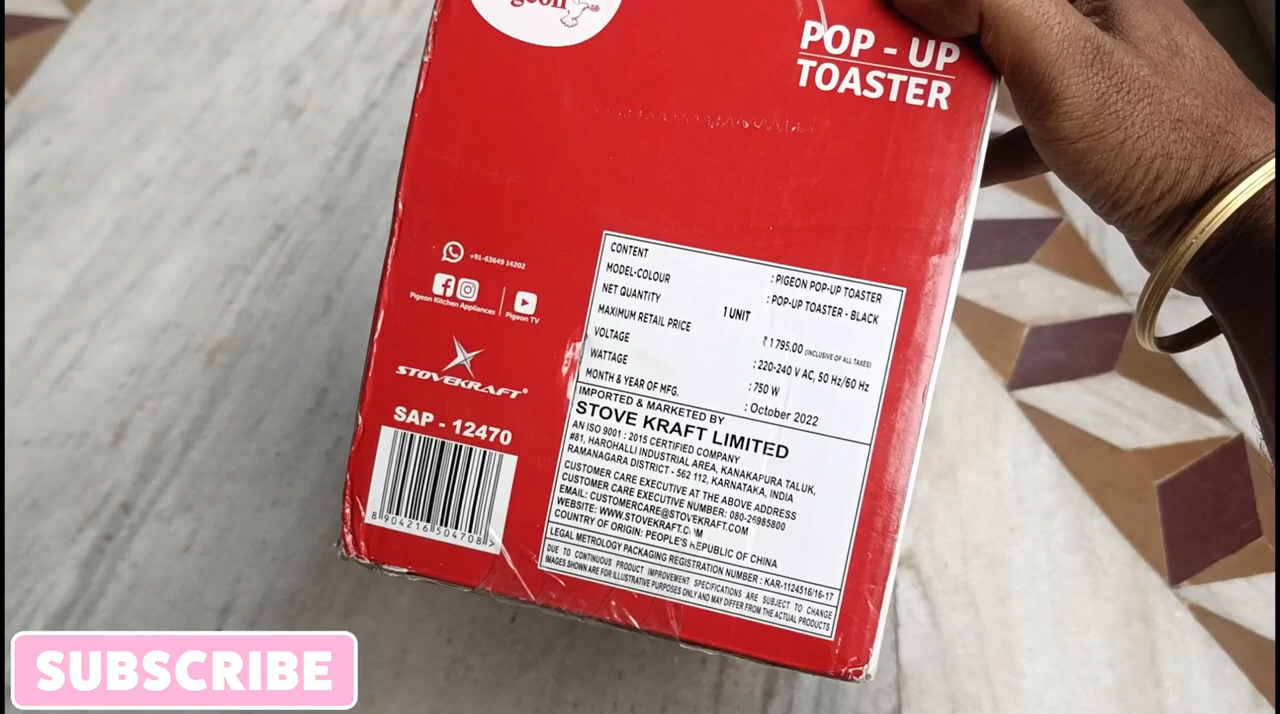 POP - UP
TOASTER
+91-63649 14202
Pigeon Kitchen Appliances
Pigeon TV
STOVEKRAFT®
SAP - 12470
8 904216 504708 >
CONTENT : PIGEON POP-UP TOASTER
MODEL-COLOUR : POP-UP TOASTER - BLACK
NET QUANTITY 1 UNIT
MAXIMUM RETAIL PRICE ₹ 1795.00 (INCLUSIVE OF ALL TAXES)
VOLTAGE : 220-240 V AC, 50 Hz/60 Hz
WATTAGE : 750 W
MONTH & YEAR OF MFG. : October 2022
IMPORTED & MARKETED BY
STOVE KRAFT LIMITED
AN ISO 9001 : 2015 CERTIFIED COMPANY
#81, HAROHALLI INDUSTRIAL AREA, KANAKAPURA TALUK,
RAMANAGARA DISTRICT - 562 112, KARNATAKA, INDIA
CUSTOMER CARE EXECUTIVE AT THE ABOVE ADDRESS
CUSTOMER CARE EXECUTIVE NUMBER: 080-26985800
EMAIL: CUSTOMERCARE@STOVEKRAFT.COM
WEBSITE: WWW.STOVEKRAFT.COM
COUNTRY OF ORIGIN: PEOPLE'S REPUBLIC OF CHINA
LEGAL METROLOGY PACKAGING REGISTRATION NUMBER : KAR-1124516/16-17
DUE TO CONTINUOUS PRODUCT IMPROVEMENT SPECIFICATIONS ARE SUBJECT TO CHANGE
IMAGES SHOWN ARE FOR ILLUSTRATIVE PURPOSES ONLY AND MAY DIFFER FROM THE ACTUAL PRODUCTS
SUBSCRIBE